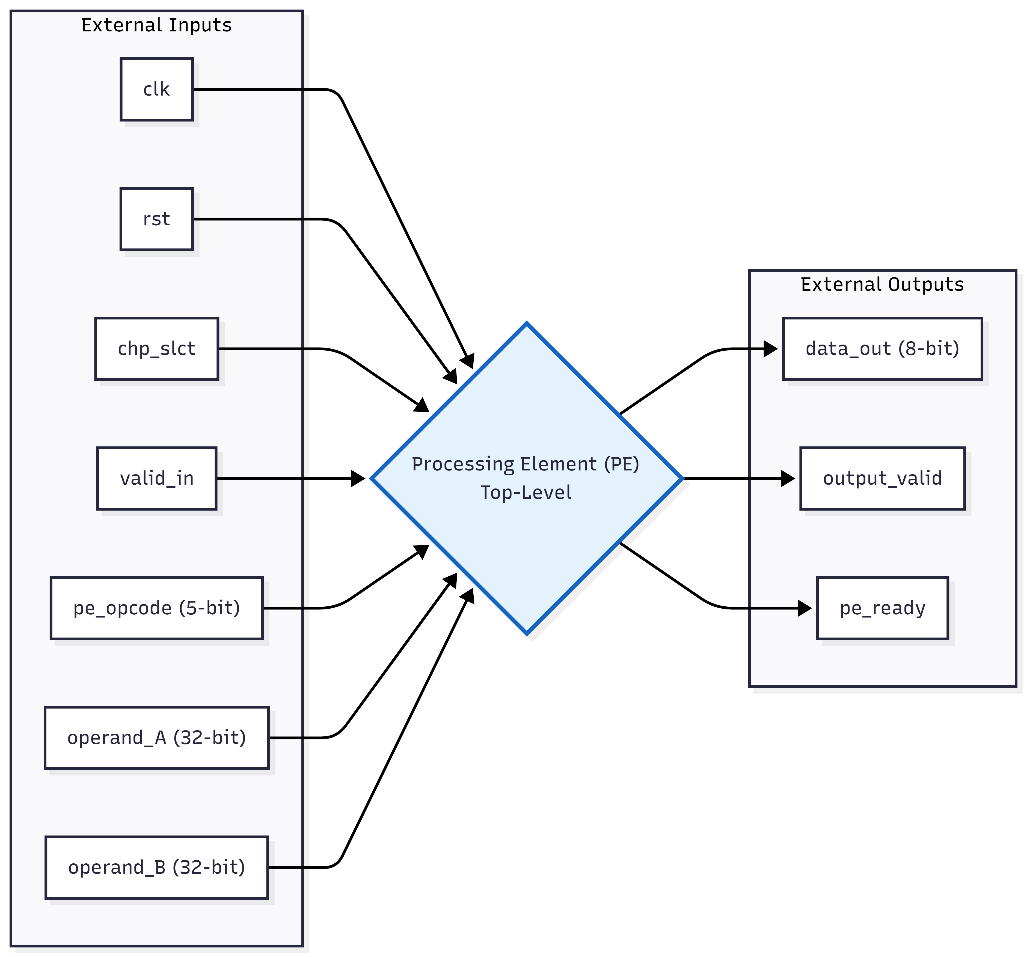 External Inputs
clk
rst
chp_slct
valid_in
pe_opcode (5-bit)
operand_A (32-bit)
operand_B (32-bit)
Processing Element (PE)
Top-Level
External Outputs
data_out (8-bit)
output_valid
pe_ready